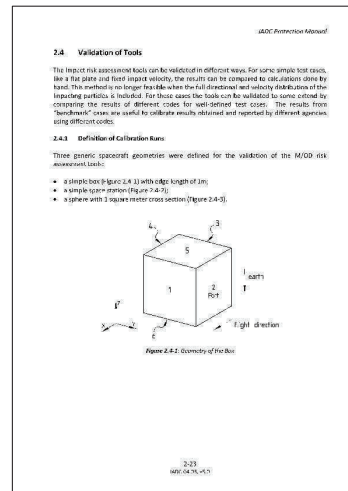 IADC Protection Manual
2.4 Validation of Tools
The impact risk assessment tools can be validated in different ways. For some simple test cases,
like a flat plate and fixed impact velocity, the results can be compared to calculations done by
hand. This method is no longer feasible when the full directional and velocity distribution of the
impacting particles is included. For these cases the tools can be validated to some extend by
comparing the results of different codes for well-defined test cases. The results from
"benchmark" cases are useful to calibrate results obtained and reported by different agencies
using different codes.
2.4.1 Definition of Calibration Runs
Three generic spacecraft geometries were defined for the validation of the M/OD risk
assessment tools:
• a simple box (Figure 2.4-1) with edge length of 1m;
• a simple space station (Figure 2.4-2);
• a sphere with 1 square meter cross section (Figure 2.4-3).
4
3
5
1
2
Port
earth
z
x
y
6
flight direction
Figure 2.4-1: Geometry of the Box
2-23